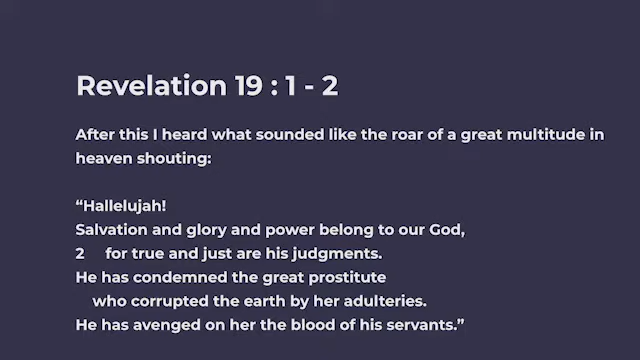 Revelation 19 : 1 - 2
After this I heard what sounded like the roar of a great multitude in
heaven shouting:
“Hallelujah!
Salvation and glory and power belong to our God,
2 for true and just are his judgments.
He has condemned the great prostitute
who corrupted the earth by her adulteries.
He has avenged on her the blood of his servants.”